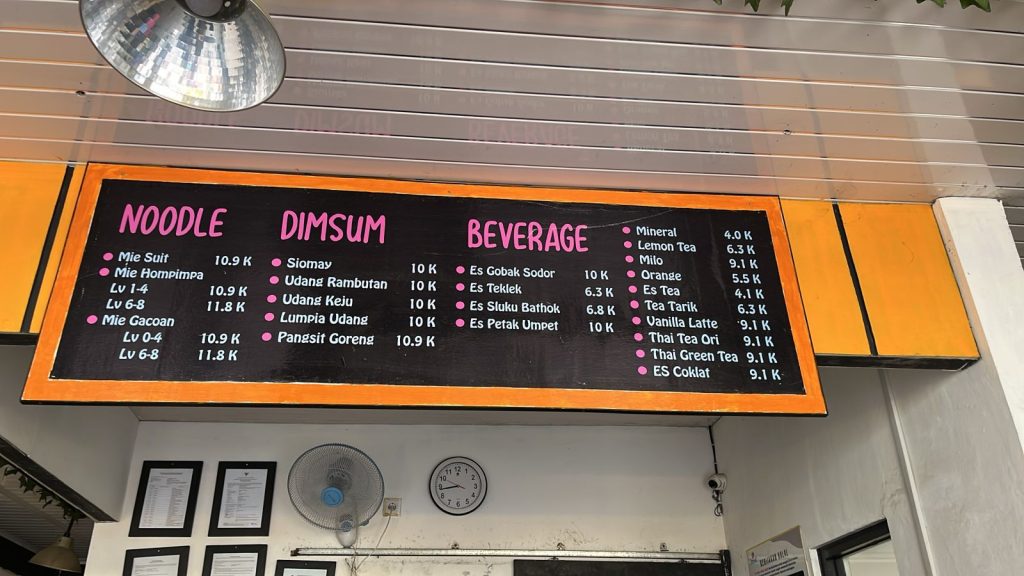 NOODLE
Mie Suit 10.9 K
Mie Hompimpa
Lv 1-4 10.9 K
Lv 6-8 11.8 K
Mie Gacoan
Lv 0-4 10.9 K
Lv 6-8 11.8 K
DIMSUM
Siomay 10 K
Udang Rambutan 10 K
Udang Keju 10 K
Lumpia Udang 10 K
Pangsit Goreng 10.9 K
BEVERAGE
Es Gobak Sodor 10 K
Es Teklek 6.3 K
Es Sluku Bathok 6.8 K
Es Petak Umpet 10 K
Mineral 4.0 K
Lemon Tea 6.3 K
Milo 9.1 K
Orange 5.5 K
Es Tea 4,1 K
Tea Tarik 6.3 K
Vanilla Latte 9.1 K
Thai Tea Ori 9.1 K
Thai Green Tea 9.1 K
ES Coklat 9.1 K